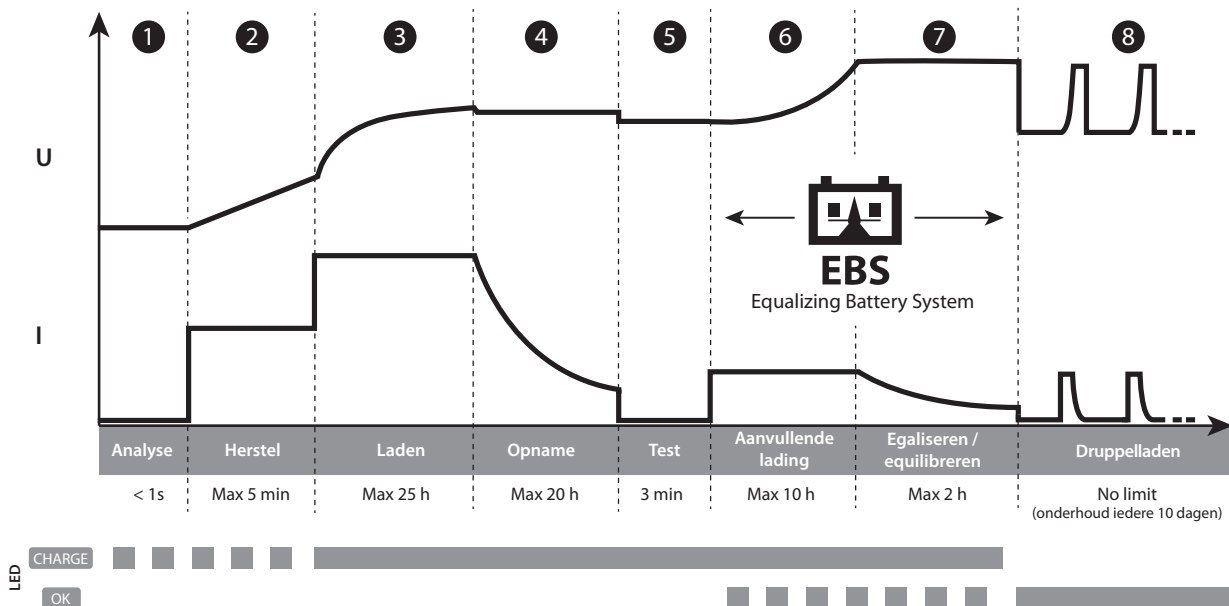 1 2 3 4 5 6 7 8
U
EBS
Equalizing Battery System
I
Analyse Herstel Laden Opname Test Aanvullende lading Egaliseren / equilibreren Druppelladen
< 1s Max 5 min Max 25 h Max 20 h 3 min Max 10 h Max 2 h No limit
(onderhoud iedere 10 dagen)
LED
CHARGE
OK